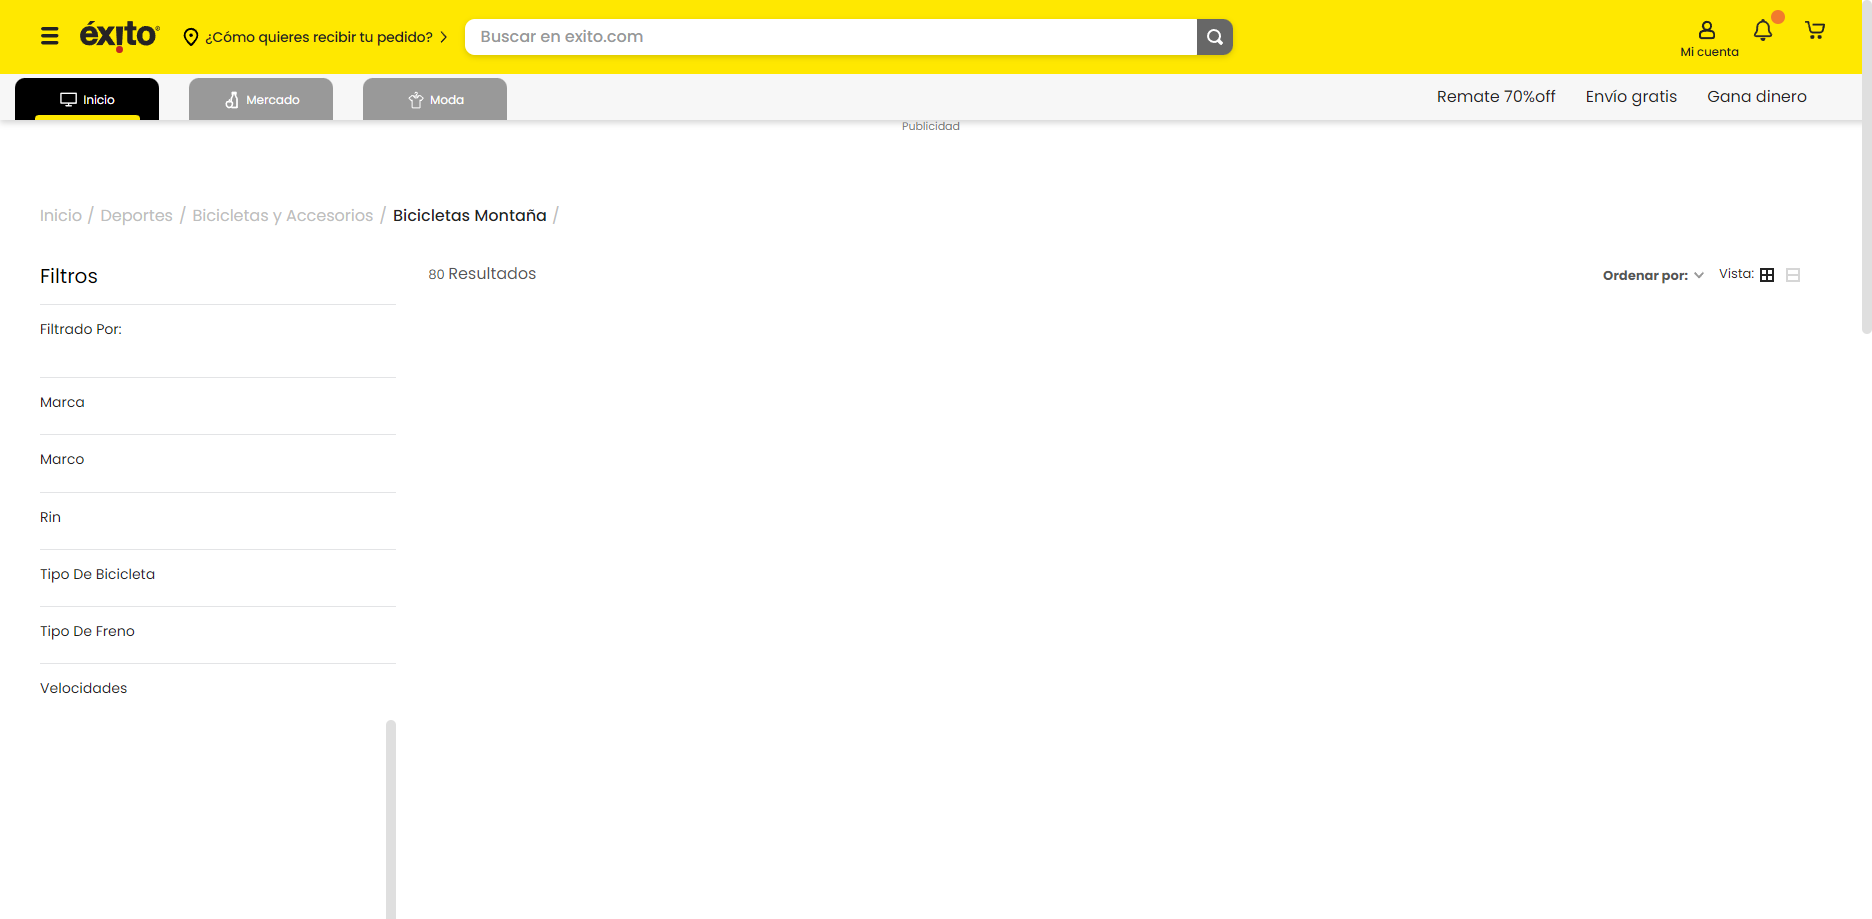 éxito
¿Cómo quieres recibir tu pedido?
Buscar en exito.com
Mi cuenta
Inicio
Mercado
Moda
Remate 70%off
Envío gratis
Gana dinero
Publicidad
Inicio / Deportes / Bicicletas y Accesorios / Bicicletas Montaña /
Filtros
80 Resultados
Ordenar por:
Vista:
Filtrado Por:
Marca
Marco
Rin
Tipo De Bicicleta
Tipo De Freno
Velocidades